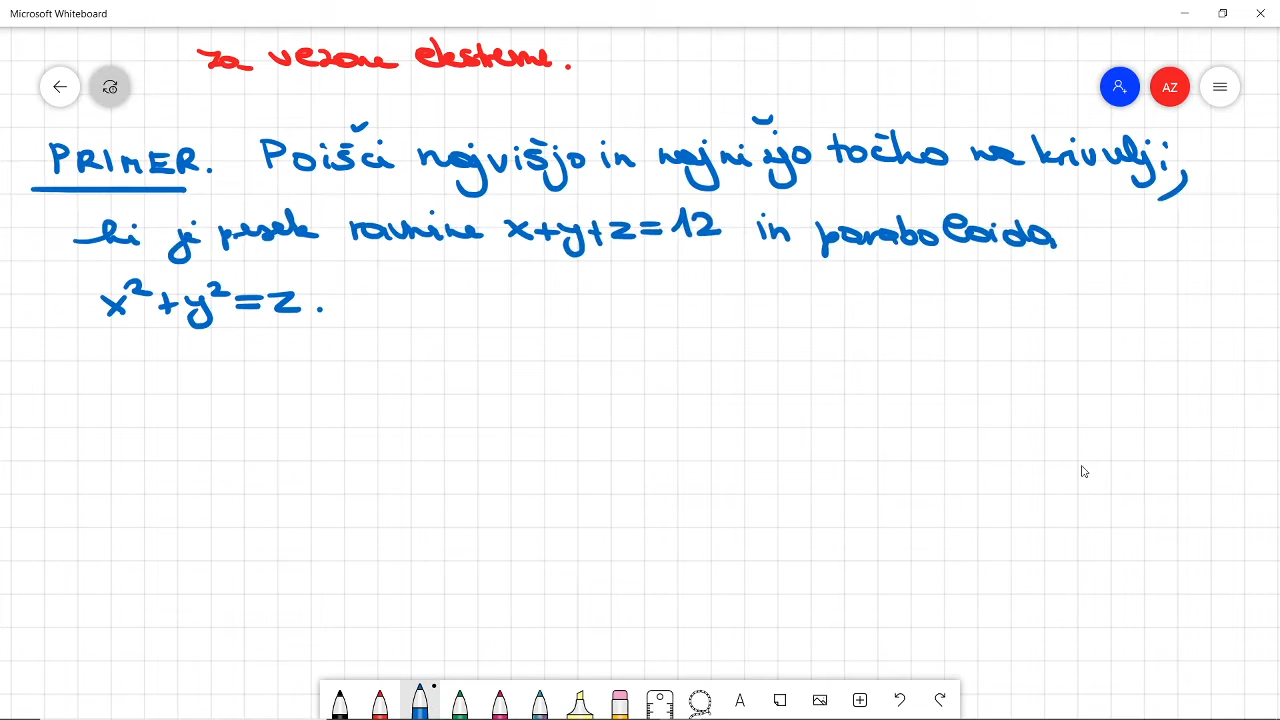 Microsoft Whiteboard
za vezane ekstreme.
AZ
PRIMER. Poišči najvišjo in najnižjo točko na krivulji,
ki je presek ravnine x+y+z=12 in paraboloida
x²+y²=z.
A